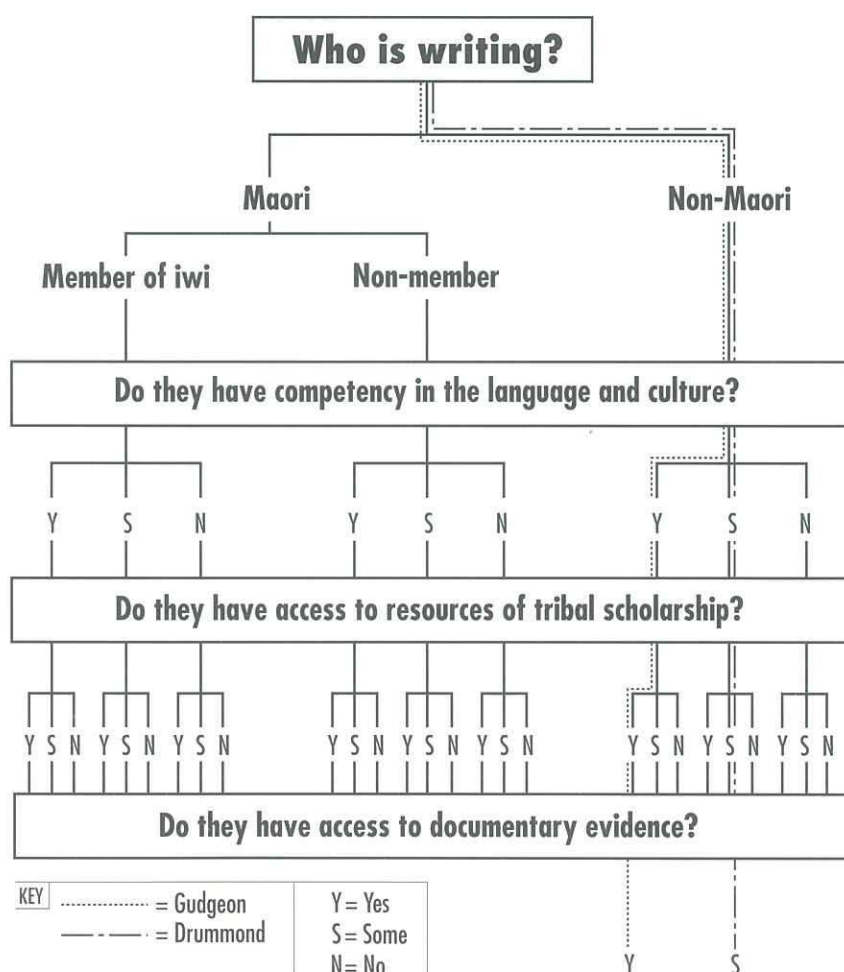 Who is writing?
Maori
Non-Maori
Member of iwi
Non-member
Do they have competency in the language and culture?
Y S N Y S N Y S N
Do they have access to resources of tribal scholarship?
Y S N Y S N Y S N Y S N Y S N Y S N Y S N Y S N Y S N
Do they have access to documentary evidence?
KEY
= Gudgeon
= Drummond
Y = Yes
S = Some
N = No
Y S